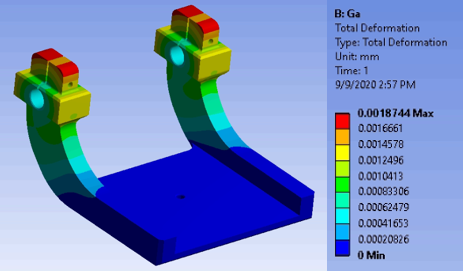 B: Ga
Total Deformation
Type: Total Deformation
Unit: mm
Time: 1
9/9/2020 2:57 PM
0.0018744 Max
0.0016661
0.0014578
0.0012496
0.0010413
0.00083306
0.00062479
0.00041653
0.00020826
0 Min